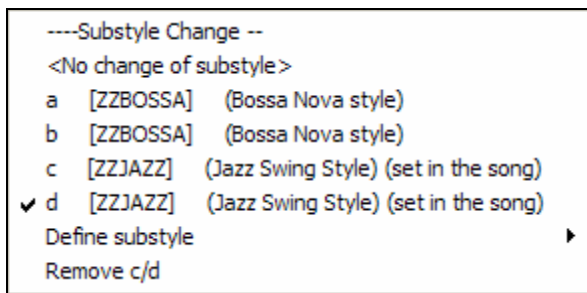 ----Substyle Change --
<No change of substyle>
a [ZZBOSSA] (Bossa Nova style)
b [ZZBOSSA] (Bossa Nova style)
c [ZZJAZZ] (Jazz Swing Style) (set in the song)
d [ZZJAZZ] (Jazz Swing Style) (set in the song)
Define substyle
Remove c/d